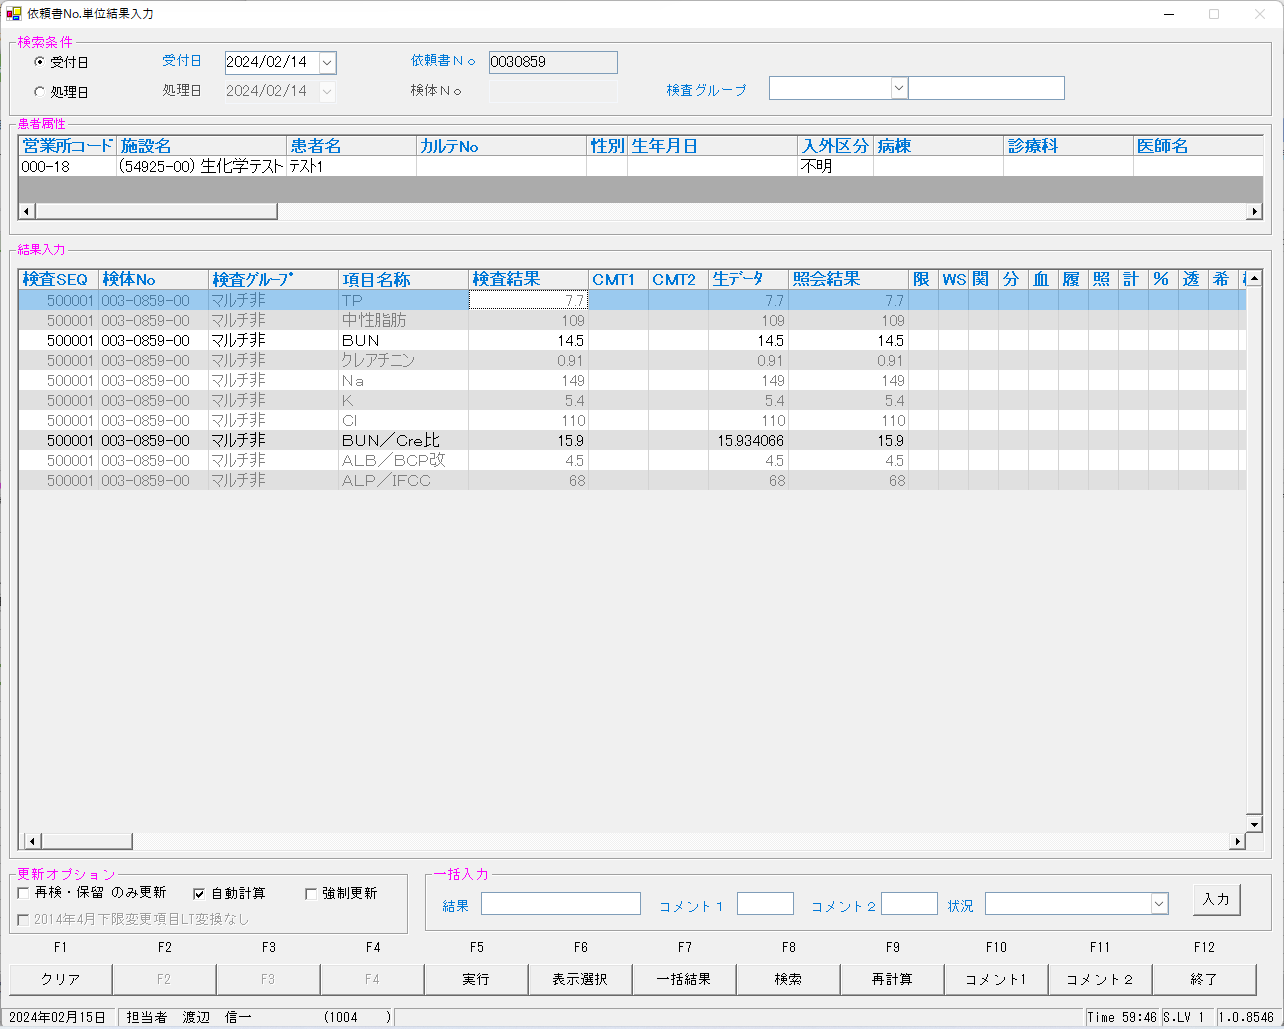 依頼書No.単位結果入力
検索条件
受付日 受付日 2024/02/14 依頼書Ｎｏ 0030859
処理日 処理日 2024/02/14 検体Ｎｏ 検査グループ
患者属性
営業所コード 施設名 患者名 カルテNo 性別 生年月日 入外区分 病棟 診療科 医師名
000-18 (54925-00) 生化学テスト テスト1 不明
結果入力
検査SEQ 検体No 検査グループ 項目名称 検査結果 CMT1 CMT2 生データ 照会結果 限 WS 関 分 血 履 照 計 % 透 希
500001 003-0859-00 マルチ非 TP 7.7 7.7 7.7
500001 003-0859-00 マルチ非 中性脂肪 109 109 109
500001 003-0859-00 マルチ非 BUN 14.5 14.5 14.5
500001 003-0859-00 マルチ非 クレアチニン 0.91 0.91 0.91
500001 003-0859-00 マルチ非 Na 149 149 149
500001 003-0859-00 マルチ非 K 5.4 5.4 5.4
500001 003-0859-00 マルチ非 Cl 110 110 110
500001 003-0859-00 マルチ非 BUN／Cre比 15.9 15.934066 15.9
500001 003-0859-00 マルチ非 ALB／BCP改 4.5 4.5 4.5
500001 003-0859-00 マルチ非 ALP／IFCC 68 68 68
更新オプション
再検・保留 のみ更新 自動計算 強制更新
2014年4月下限変更項目LT変換なし
一括入力
結果 コメント１ コメント２ 状況 入力
F1 F2 F3 F4 F5 F6 F7 F8 F9 F10 F11 F12
クリア F2 F3 F4 実行 表示選択 一括結果 検索 再計算 コメント1 コメント２ 終了
2024年02月15日 担当者 渡辺 信一 (1004 ) Time 59:46 S.LV 1 1.0.8546